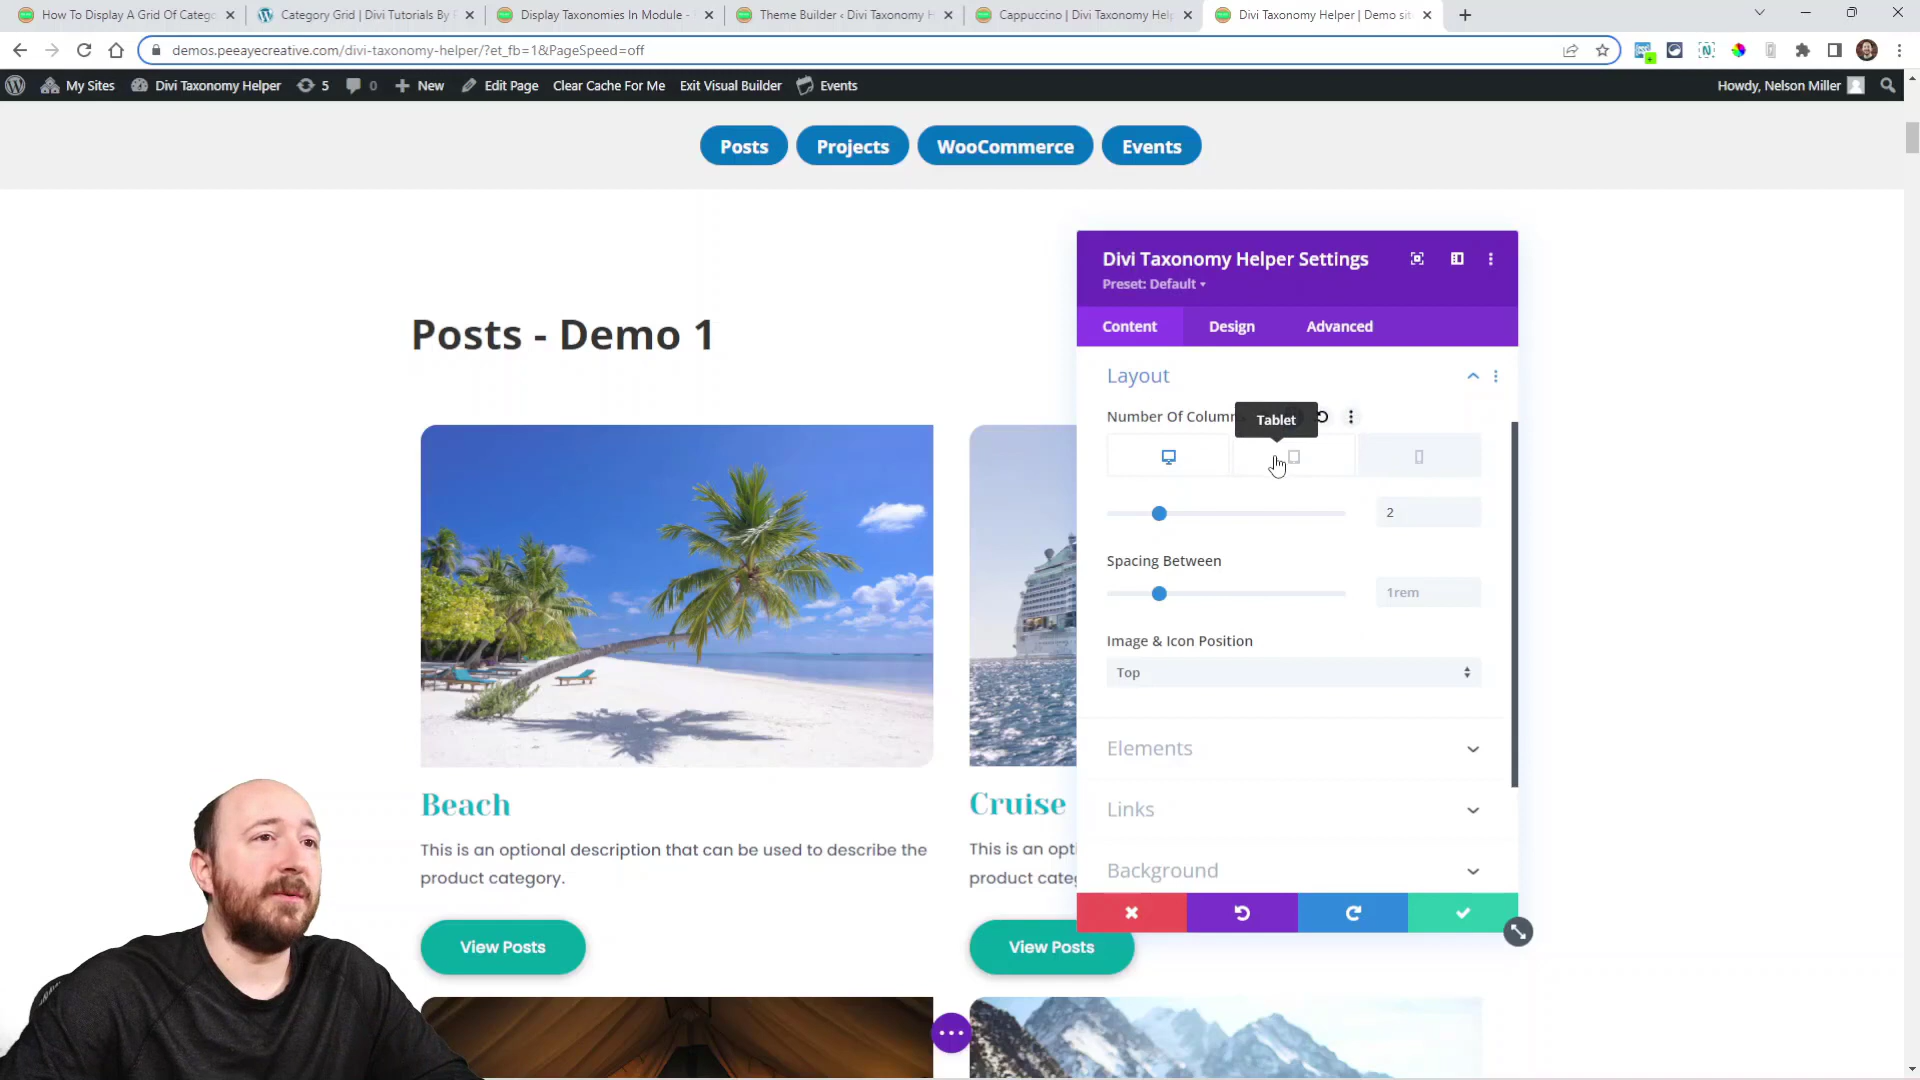 How To Display A Grid Of Catego
Category Grid | Divi Tutorials By
Display Taxonomies In Module -
Theme Builder ‹ Divi Taxonomy H
Cappuccino | Divi Taxonomy Help
Divi Taxonomy Helper | Demo sit
demos.peeayecreative.com/divi-taxonomy-helper/?et_fb=1&PageSpeed=off
My Sites
Divi Taxonomy Helper
5
0
New
Edit Page
Clear Cache For Me
Exit Visual Builder
Events
Howdy, Nelson Miller
Posts
Projects
WooCommerce
Events
Posts - Demo 1
Divi Taxonomy Helper Settings
Preset: Default
Content
Design
Advanced
Layout
Number Of Column
Tablet
2
Spacing Between
1rem
Image & Icon Position
Top
Elements
Links
Background
Beach
This is an optional description that can be used to describe the
product category.
View Posts
Cruise
This is an opt
product cate
View Posts